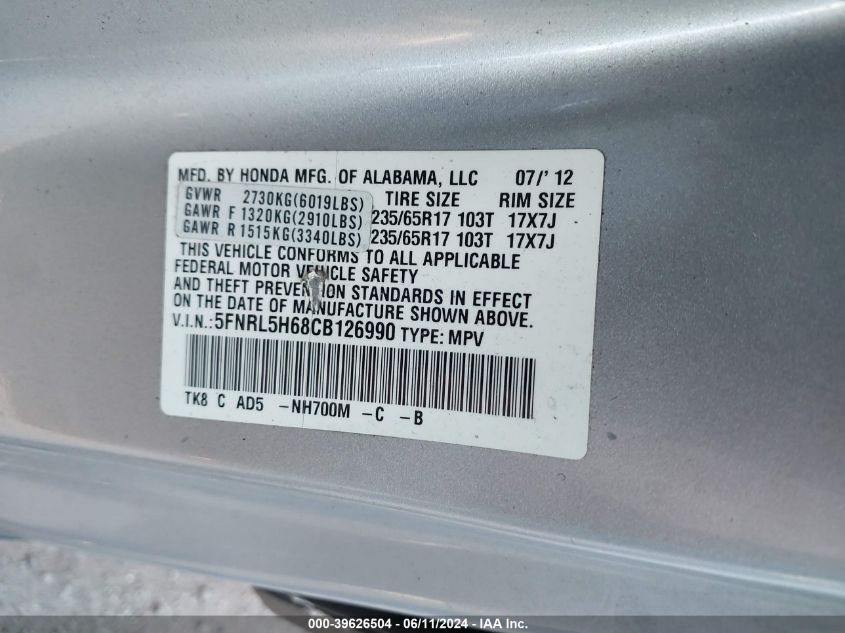 MFD. BY HONDA MFG. OF ALABAMA, LLC 07/' 12
GVWR 2730KG(6019LBS) TIRE SIZE RIM SIZE
GAWR F 1320KG(2910LBS) 235/65R17 103T 17X7J
GAWR R 1515KG(3340LBS) 235/65R17 103T 17X7J
THIS VEHICLE CONFORMS TO ALL APPLICABLE
FEDERAL MOTOR VEHICLE SAFETY
AND THEFT PREVENTION STANDARDS IN EFFECT
ON THE DATE OF MANUFACTURE SHOWN ABOVE.
V.I.N.:5FNRL5H68CB126990 TYPE: MPV
TK8 C AD5 -NH700M -C -B
000-39626504 - 06/11/2024 - IAA Inc.